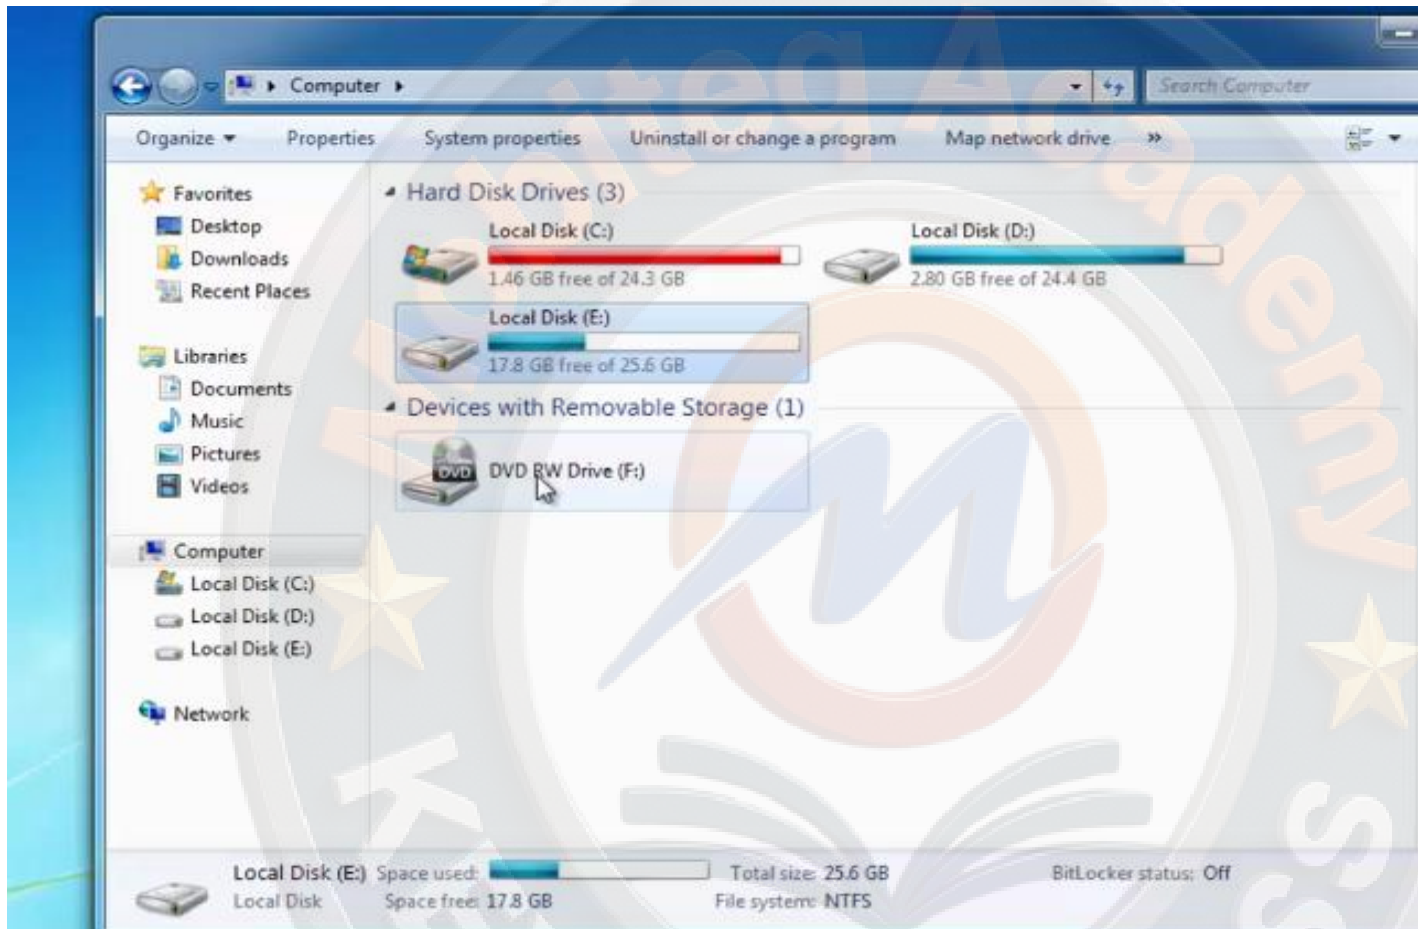 Computer
Search Computer
Organize Properties System properties Uninstall or change a program Map network drive »
Favorites
Desktop
Downloads
Recent Places
Libraries
Documents
Music
Pictures
Videos
Computer
Local Disk (C:)
Local Disk (D:)
Local Disk (E:)
Network
Hard Disk Drives (3)
Local Disk (C:)
1.46 GB free of 24.3 GB
Local Disk (D:)
2.80 GB free of 24.4 GB
Local Disk (E:)
17.8 GB free of 25.6 GB
Devices with Removable Storage (1)
DVD
DVD RW Drive (F:)
Local Disk (E:) Space used: Total size: 25.6 GB BitLocker status: Off
Local Disk Space free: 17.8 GB File system: NTFS
Academy